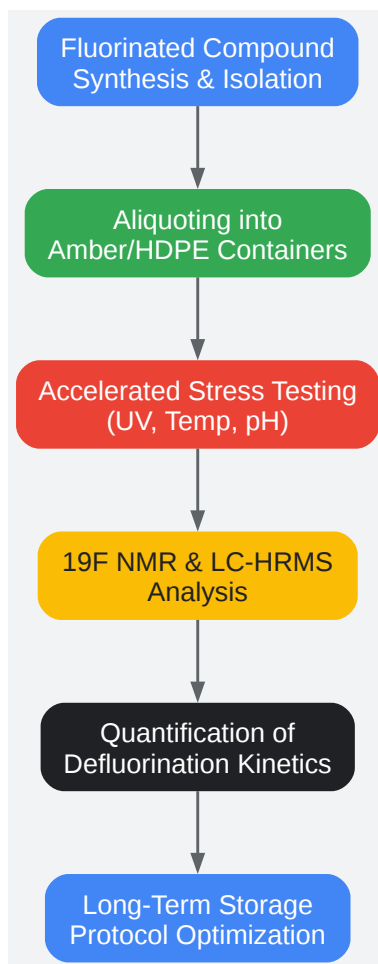 Fluorinated Compound
Synthesis & Isolation
Aliquoting into
Amber/HDPE Containers
Accelerated Stress Testing
(UV, Temp, pH)
19F NMR & LC-HRMS
Analysis
Quantification of
Defluorination Kinetics
Long-Term Storage
Protocol Optimization